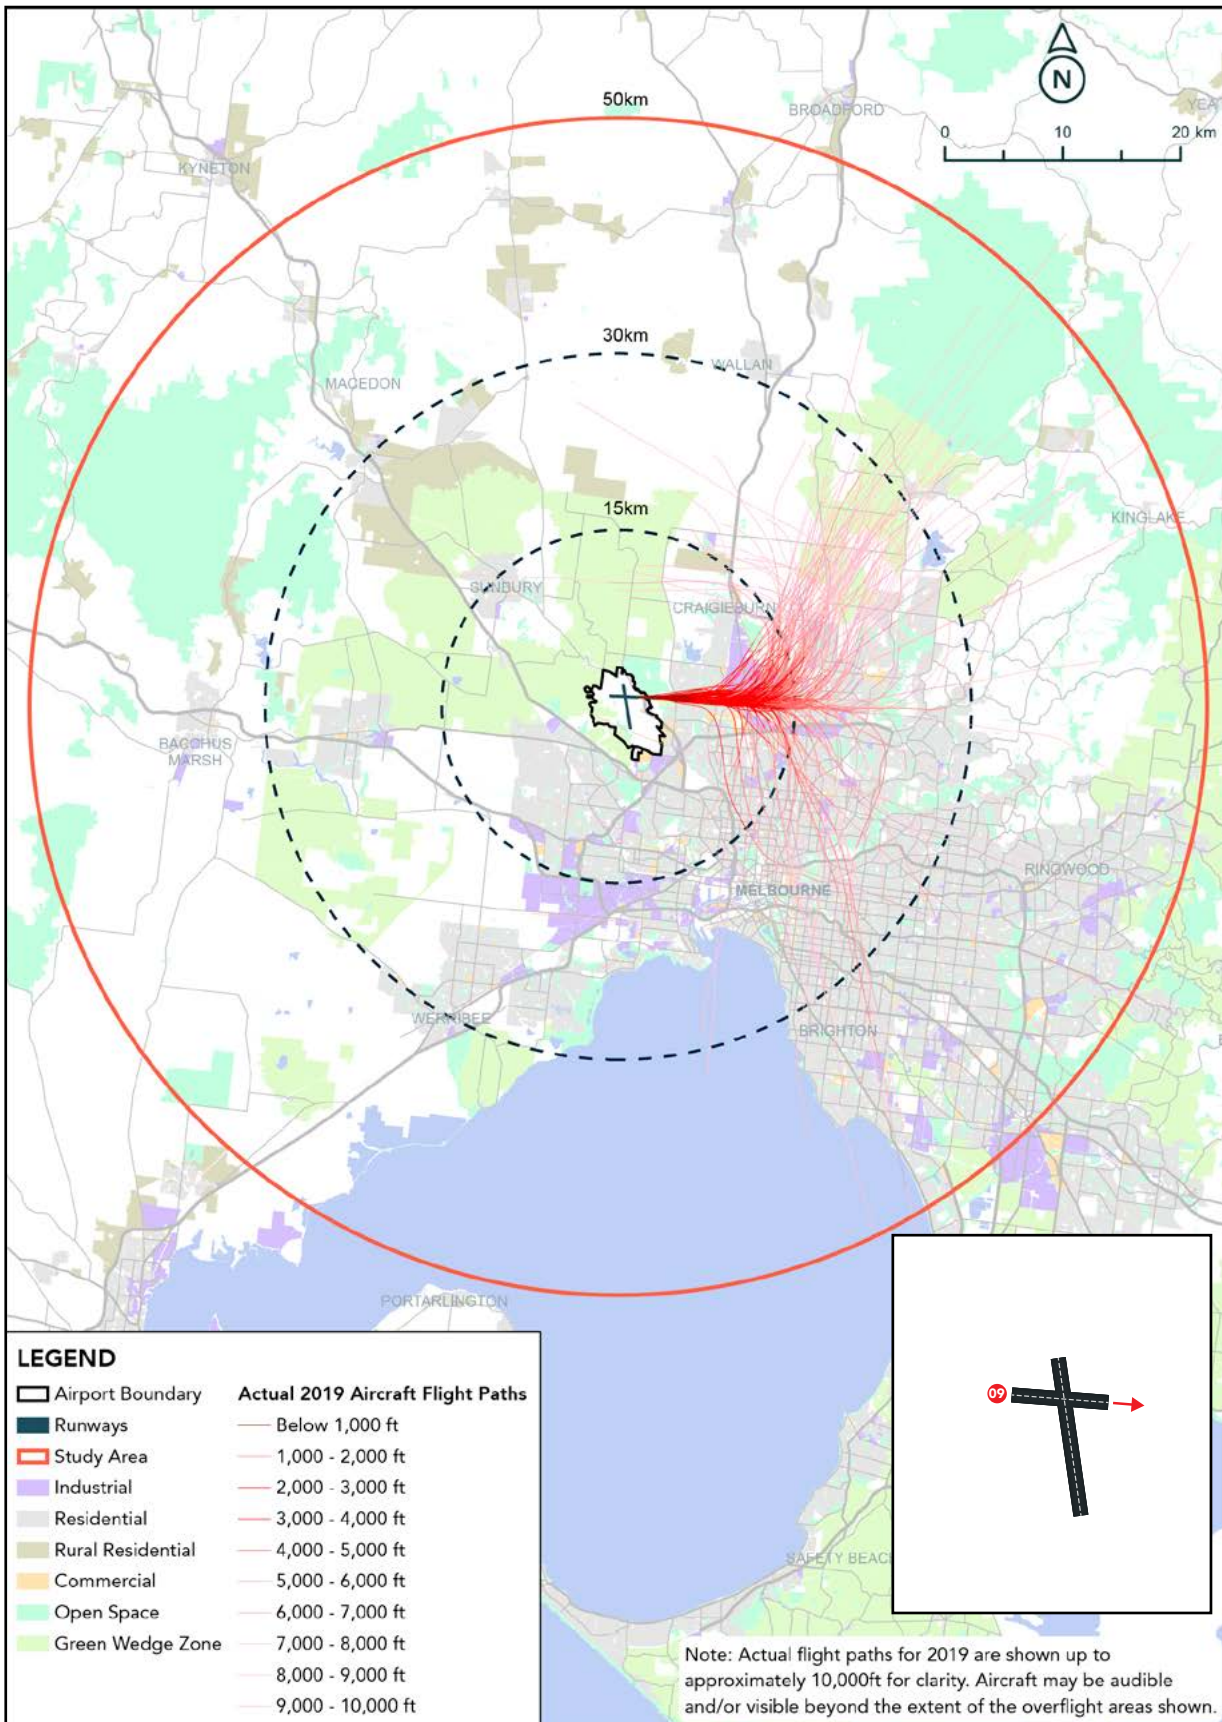 50km
BROADFORD
N
0 10 20 km
YEA
KYNETON
30km
WALLAN
MACEDON
15km
KINGLAKE
SUNBURY
CRAIGIEBURN
BACCHUS
MARSH
RINGWOOD
MELBOURNE
WERRIBEE
BRIGHTON
PORTARLINGTON
SAFETY BEAC
09
LEGEND
Airport Boundary
Runways
Study Area
Industrial
Residential
Rural Residential
Commercial
Open Space
Green Wedge Zone
Actual 2019 Aircraft Flight Paths
Below 1,000 ft
1,000 - 2,000 ft
2,000 - 3,000 ft
3,000 - 4,000 ft
4,000 - 5,000 ft
5,000 - 6,000 ft
6,000 - 7,000 ft
7,000 - 8,000 ft
8,000 - 9,000 ft
9,000 - 10,000 ft
Note: Actual flight paths for 2019 are shown up to
approximately 10,000ft for clarity. Aircraft may be audible
and/or visible beyond the extent of the overflight areas shown.